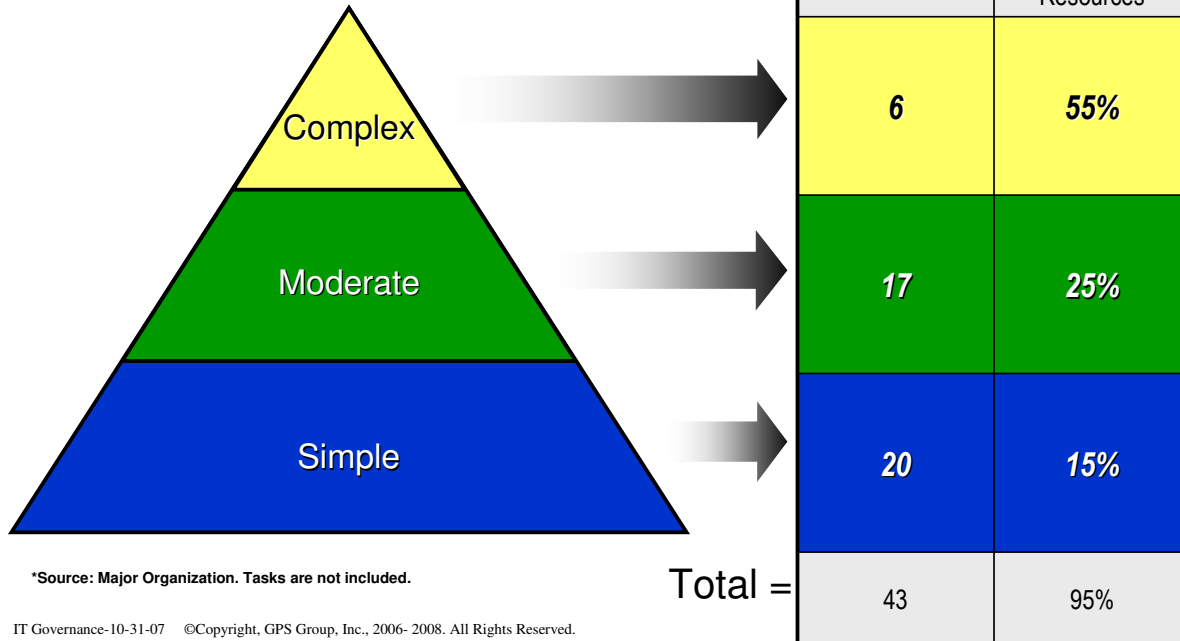 Resources
Complex
6 55%
Moderate
17 25%
Simple
20 15%
*Source: Major Organization. Tasks are not included.
Total = 43 95%
IT Governance-10-31-07 ©Copyright, GPS Group, Inc., 2006- 2008. All Rights Reserved.